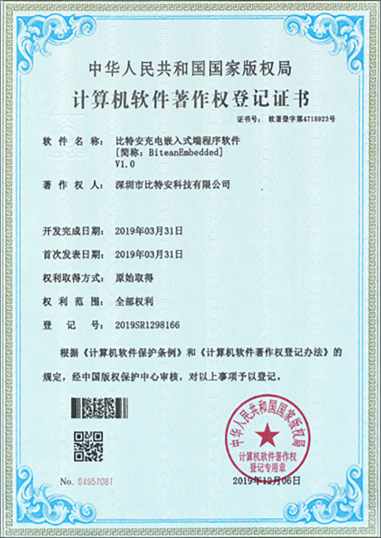 中华人民共和国国家版权局
计算机软件著作权登记证书
证书号: 软著登字第4718923号
软件名称: 比特安充电嵌入式端程序软件
[简称: BiteanEmbedded]
V1.0
著作权人: 深圳市比特安科技有限公司
开发完成日期: 2019年03月31日
首次发表日期: 2019年03月31日
权利取得方式: 原始取得
权利范围: 全部权利
登记号: 2019SR1298166
根据《计算机软件保护条例》和《计算机软件著作权登记办法》的
规定,经中国版权保护中心审核,对以上事项予以登记。
中华人民共和国国家版权局
计算机软件著作权
登记专用章
No. 04957081
2019年12月06日